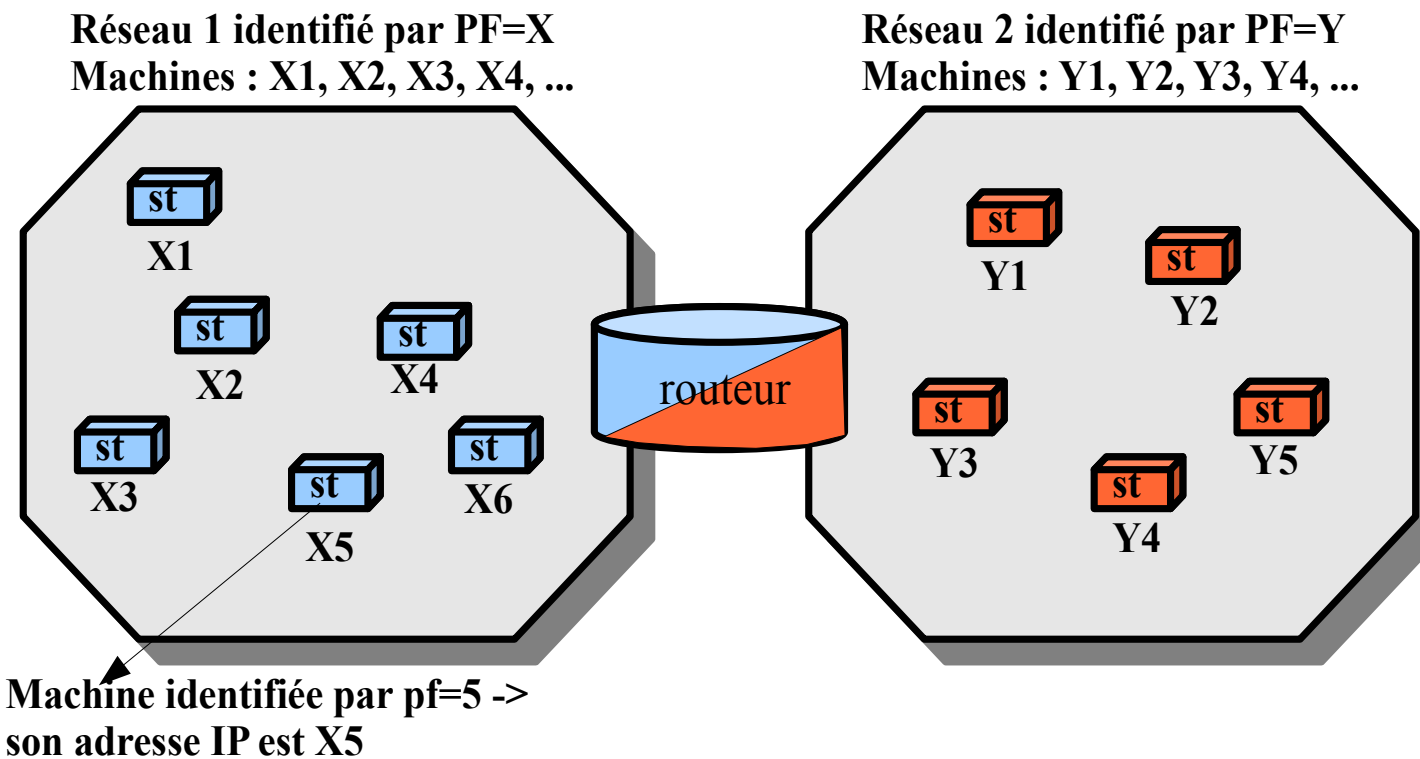 Réseau 1 identifié par PF=X
Machines : X1, X2, X3, X4, ...
Réseau 2 identifié par PF=Y
Machines : Y1, Y2, Y3, Y4, ...
st
X1
st
X2
st
X4
st
X3
st
X5
st
X6
routeur
st
Y1
st
Y2
st
Y3
st
Y4
st
Y5
Machine identifiée par pf=5 ->
son adresse IP est X5